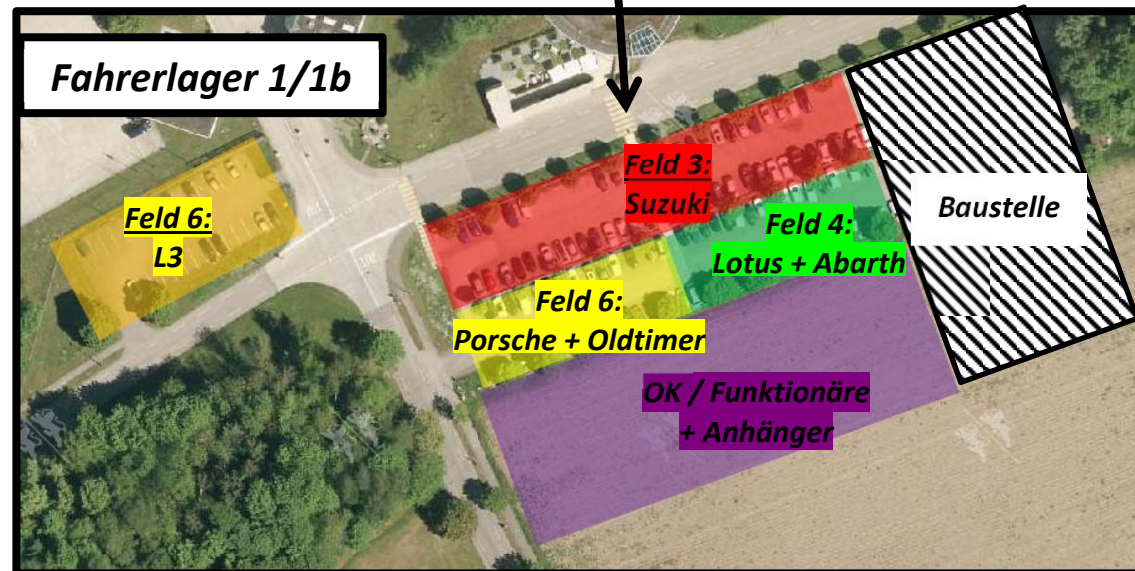 Fahrerlager 1/1b
Feld 6:
L3
Feld 3:
Suzuki
Feld 4:
Lotus + Abarth
Baustelle
Feld 6:
Porsche + Oldtimer
OK / Funktionäre
+ Anhänger